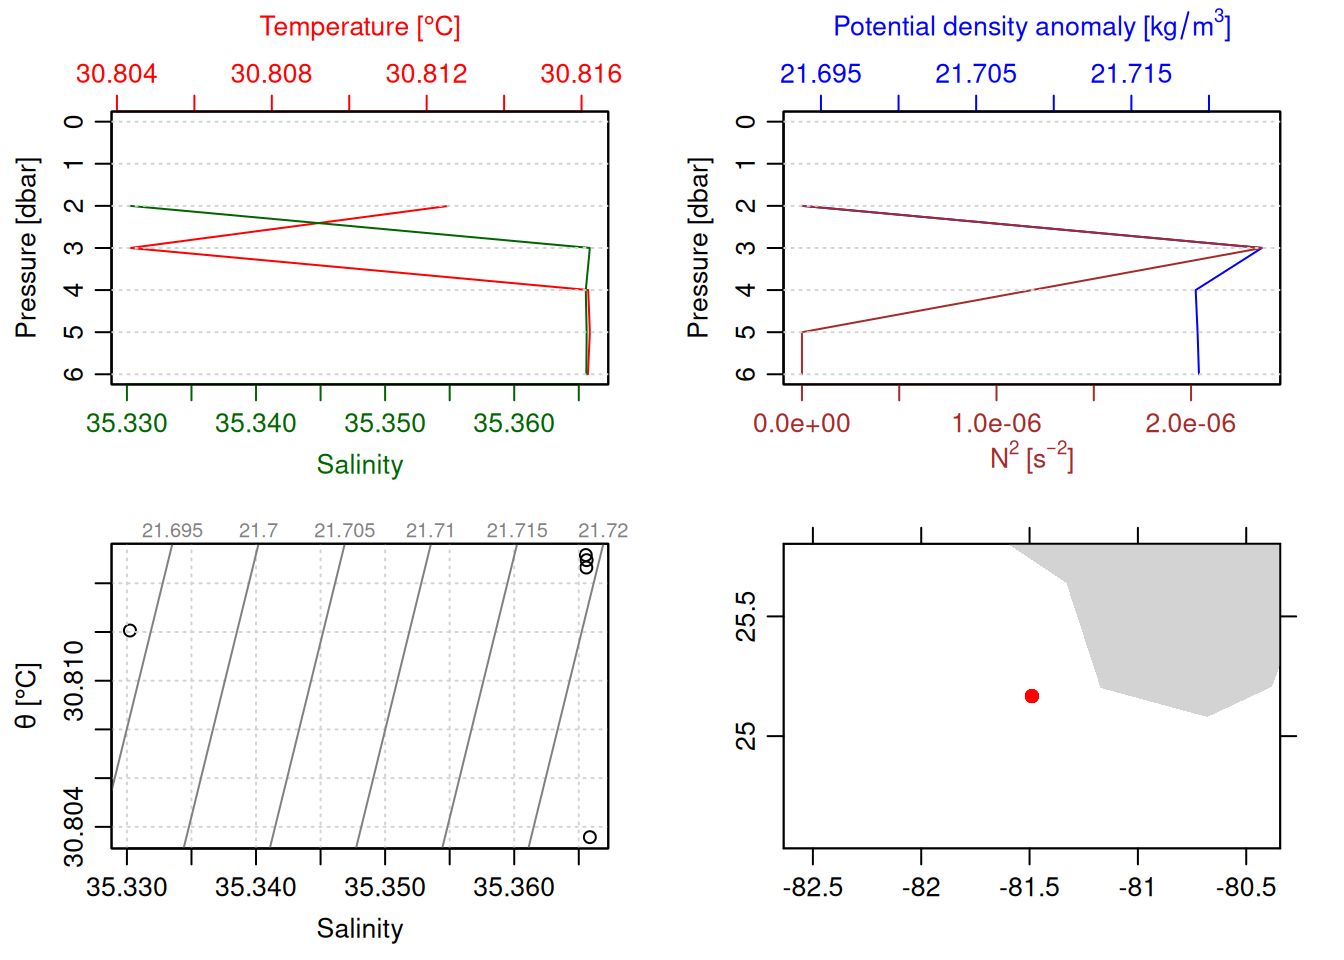 Temperature [°C]
30.804 30.808 30.812 30.816
Pressure [dbar]
0
1
2
3
4
5
6
35.330 35.340 35.350 35.360
Salinity
Potential density anomaly [kg/m³]
21.695 21.705 21.715
Pressure [dbar]
0
1
2
3
4
5
6
0.0e+00 1.0e-06 2.0e-06
N² [s⁻²]
21.695 21.7 21.705 21.71 21.715 21.72
θ [°C]
30.810
30.804
35.330 35.340 35.350 35.360
Salinity
25.5
25
-82.5 -82 -81.5 -81 -80.5